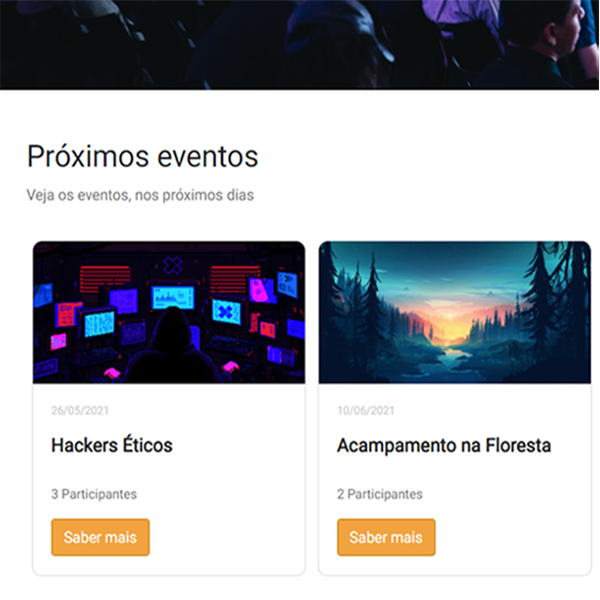 Próximos eventos
Veja os eventos, nos próximos dias
26/05/2021
Hackers Éticos
3 Participantes
Saber mais
10/06/2021
Acampamento na Floresta
2 Participantes
Saber mais